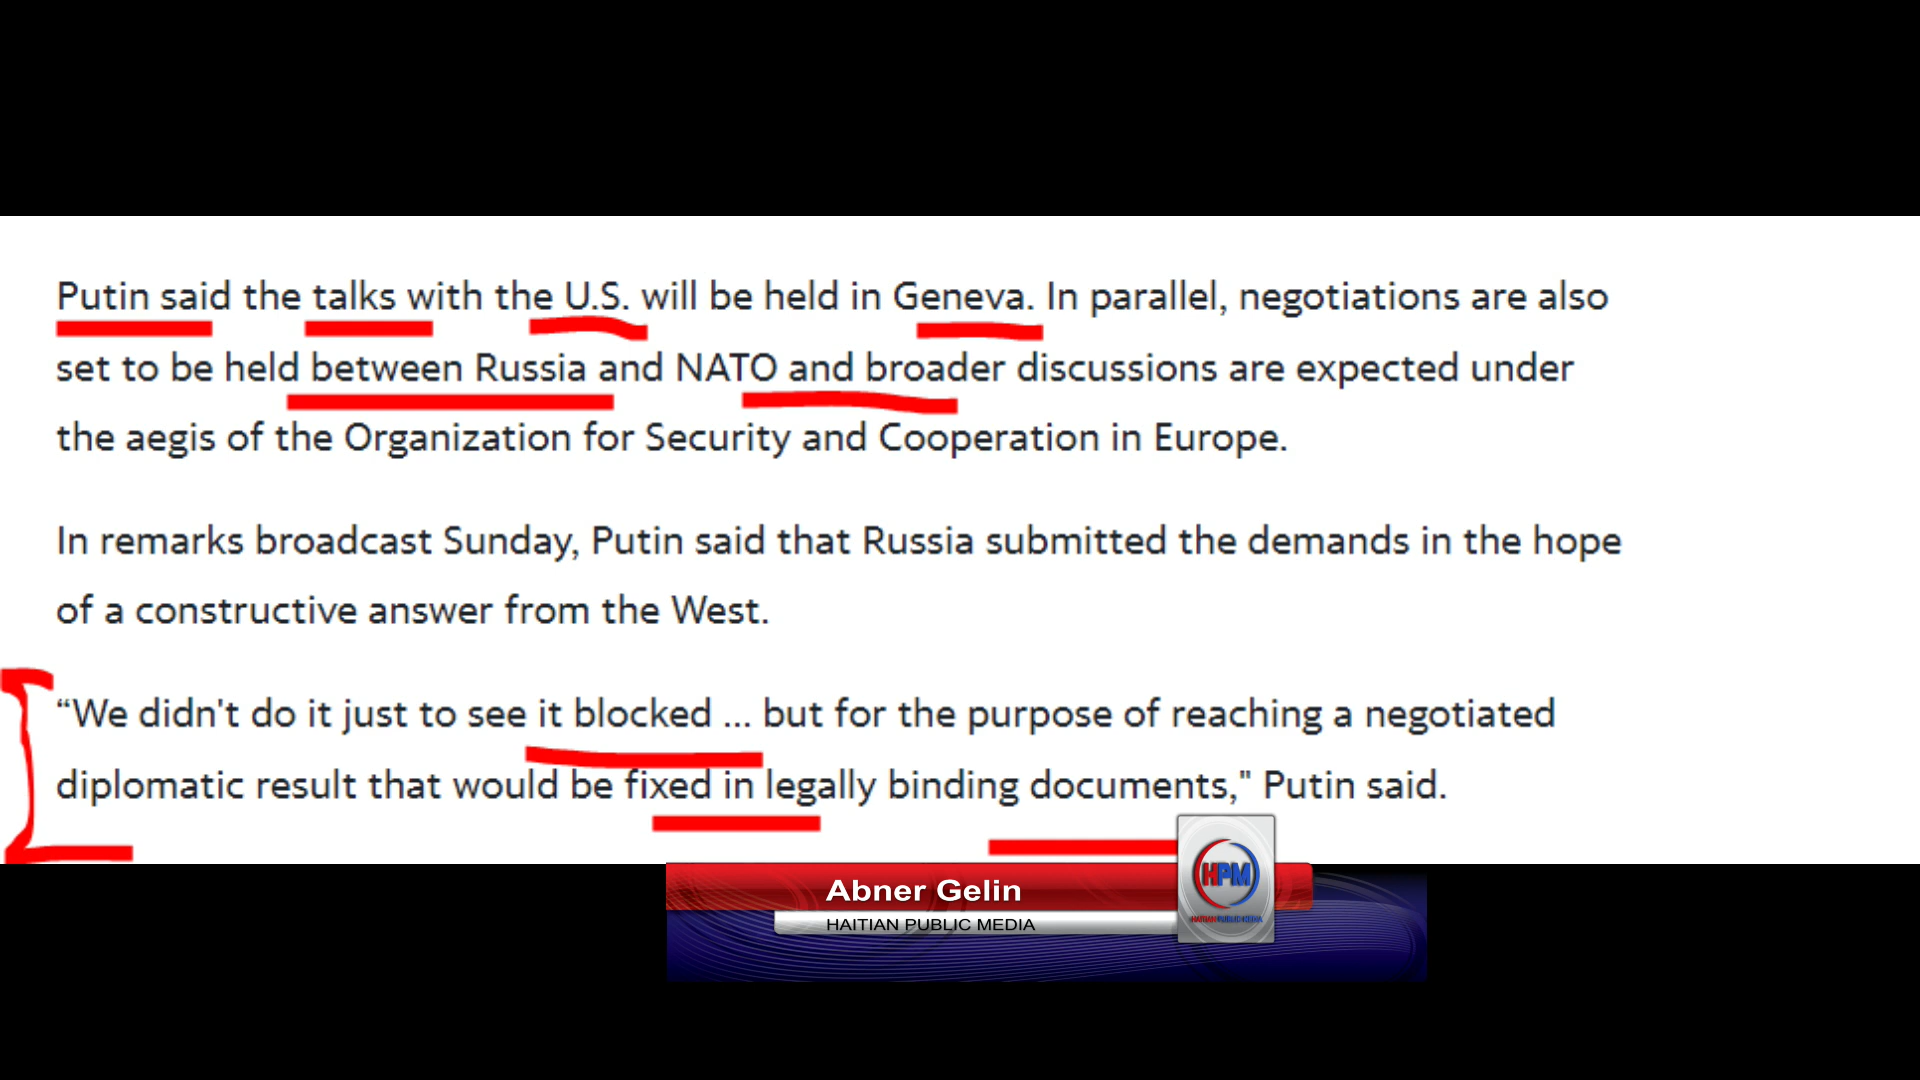 Putin said the talks with the U.S. will be held in Geneva. In parallel, negotiations are also
set to be held between Russia and NATO and broader discussions are expected under
the aegis of the Organization for Security and Cooperation in Europe.
In remarks broadcast Sunday, Putin said that Russia submitted the demands in the hope
of a constructive answer from the West.
“We didn't do it just to see it blocked ... but for the purpose of reaching a negotiated
diplomatic result that would be fixed in legally binding documents," Putin said.
Abner Gelin
HAITIAN PUBLIC MEDIA
HPM
HAITIAN PUBLIC MEDIA